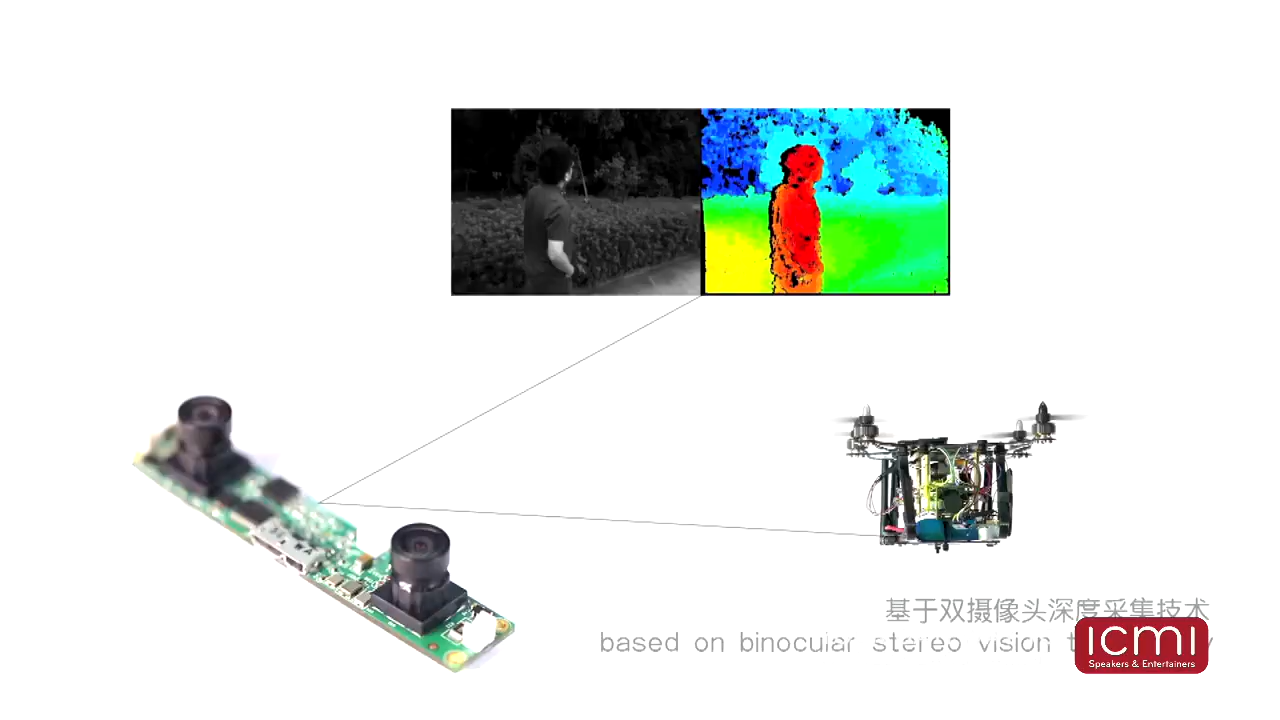 基于双摄像头深度采集技术
based on binocular stereo vision
icmi
Speakers & Entertainers